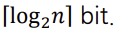 ⌈log₂n⌉ bit.